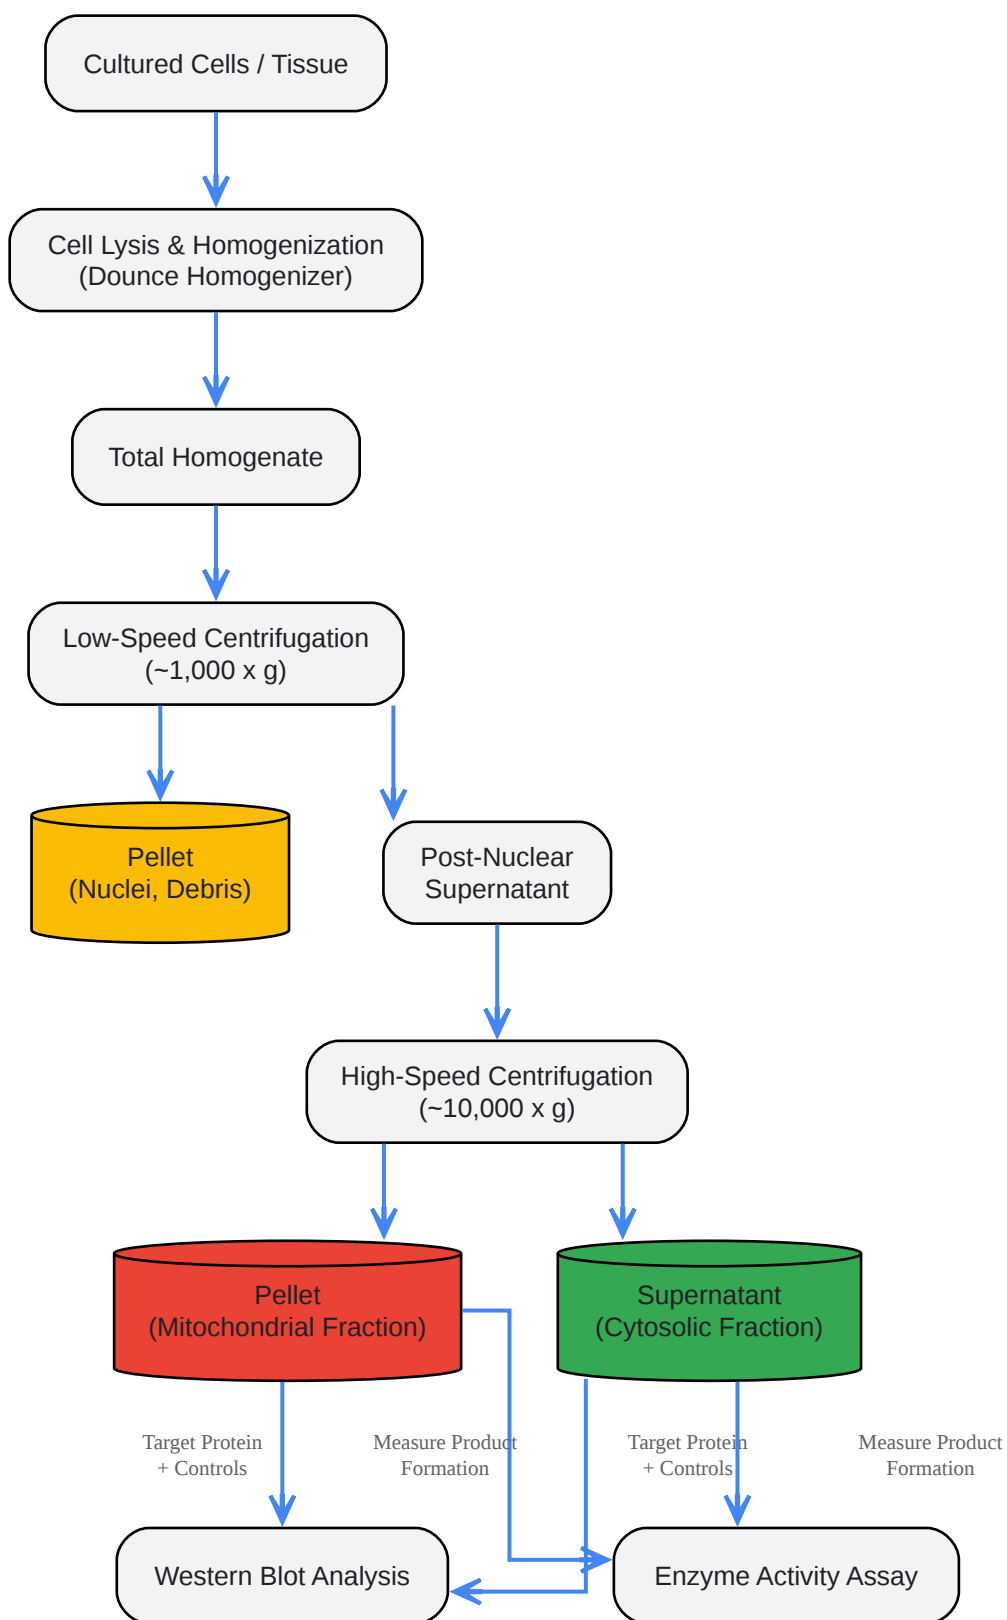 Cultured Cells / Tissue
Cell Lysis & Homogenization
(Dounce Homogenizer)
Total Homogenate
Low-Speed Centrifugation
(~1,000 x g)
Pellet
(Nuclei, Debris)
Post-Nuclear
Supernatant
High-Speed Centrifugation
(~10,000 x g)
Pellet
(Mitochondrial Fraction)
Supernatant
(Cytosolic Fraction)
Target Protein
+ Controls
Measure Product
Formation
Target Protein
+ Controls
Measure Product
Formation
Western Blot Analysis
Enzyme Activity Assay